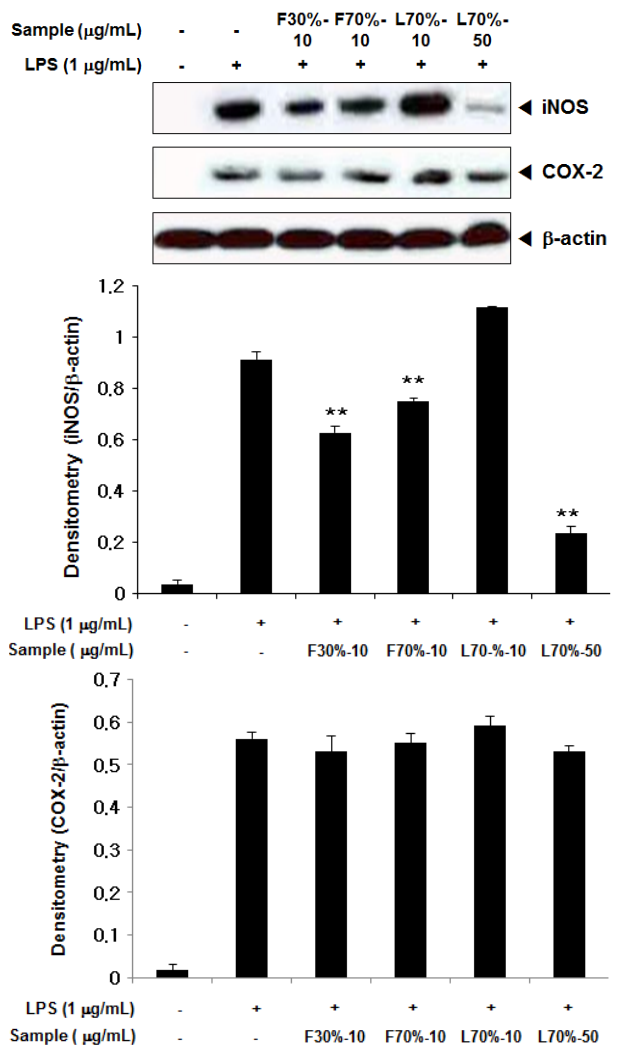 F30%- F70%- L70%- L70%-
Sample (μg/mL) - - 10 10 10 50
LPS (1 μg/mL) - + + + + +
iNOS
COX-2
β-actin
Densitometry (iNOS/β-actin)
1.2
1
0.8
0.6
0.4
0.2
0
** ** **
LPS (1 μg/mL) - + + + + +
Sample ( μg/mL) - - F30%-10 F70%-10 L70-%-10 L70%-50
Densitometry (COX-2/β-actin)
0.7
0.6
0.5
0.4
0.3
0.2
0.1
0
LPS (1 μg/mL) - + + + + +
Sample ( μg/mL) - - F30%-10 F70%-10 L70%-10 L70%-50